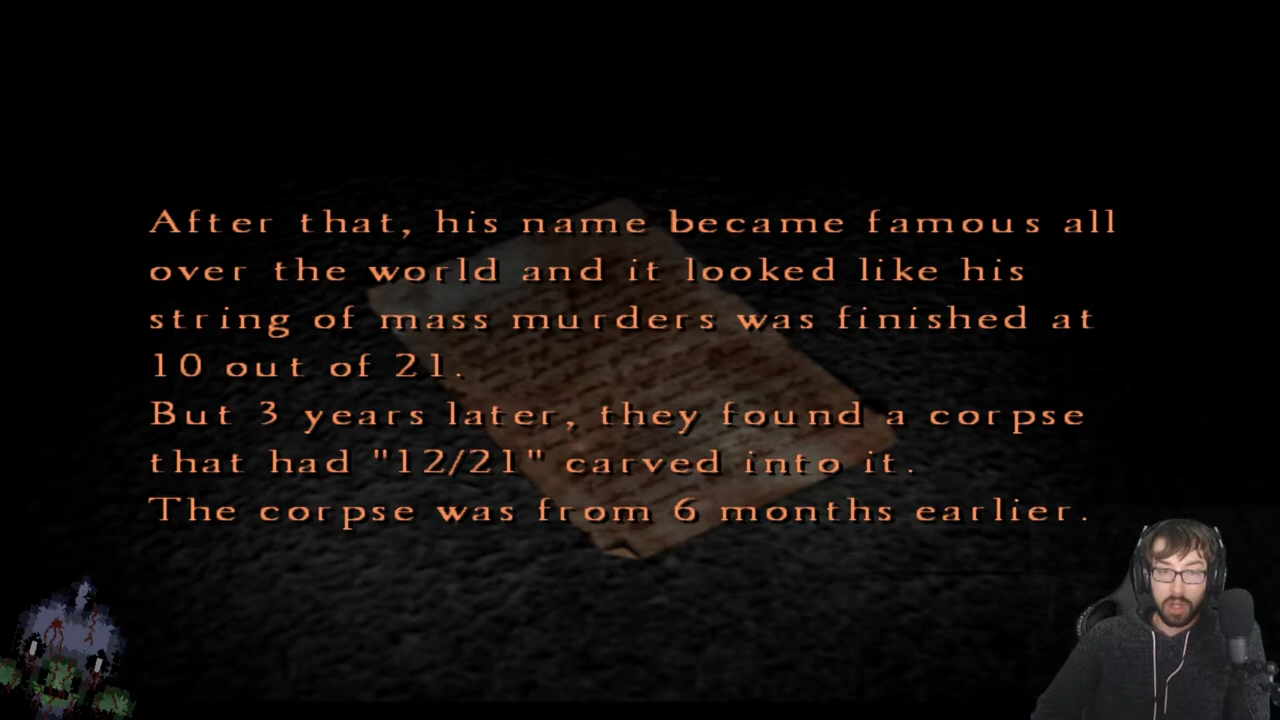 After that, his name became famous all
over the world and it looked like his
string of mass murders was finished at
10 out of 21.
But 3 years later, they found a corpse
that had "12/21" carved into it.
The corpse was from 6 months earlier.